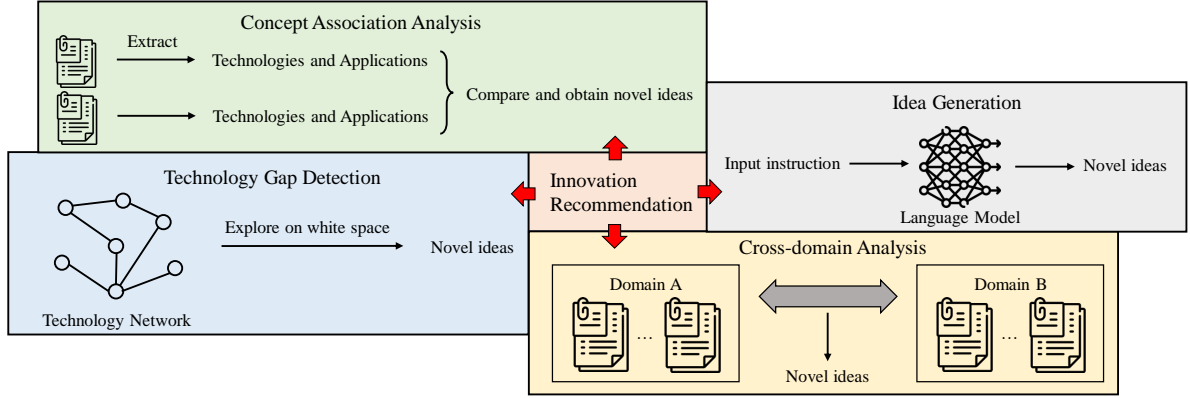 Concept Association Analysis
Extract
Technologies and Applications
Technologies and Applications
Compare and obtain novel ideas
Idea Generation
Input instruction
Novel ideas
Language Model
Technology Gap Detection
Explore on white space
Novel ideas
Technology Network
Innovation
Recommendation
Cross-domain Analysis
Domain A
...
Domain B
...
Novel ideas